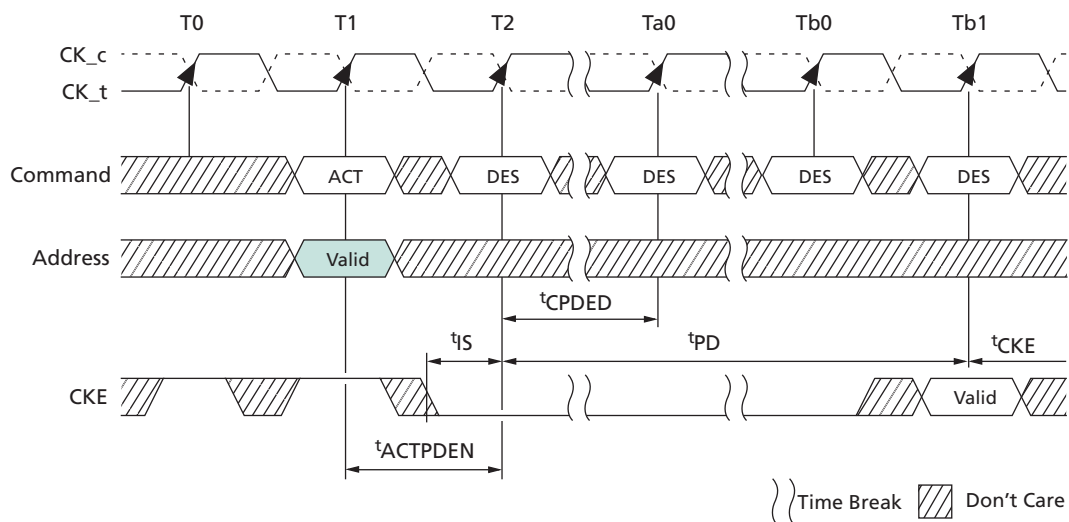 T0 T1 T2 Ta0 Tb0 Tb1
CK_c
CK_t
Command ACT DES DES DES DES
Address Valid
tCPDED
tIS tPD tCKE
CKE Valid
tACTPDEN
Time Break Don't Care